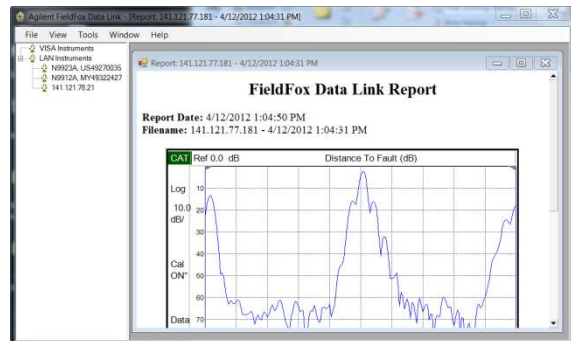 Agilent FieldFox Data Link - [Report: 141.121.77.181 - 4/12/2012 1:04:31 PM]
File View Tools Window Help
VISA Instruments
LAN Instruments
N9923A, US49270035
N9912A, MY49322427
141.121.78.21
Report: 141.121.77.181 - 4/12/2012 1:04:31 PM
FieldFox Data Link Report
Report Date: 4/12/2012 1:04:50 PM
Filename: 141.121.77.181 - 4/12/2012 1:04:31 PM
CAT Ref 0.0 dB Distance To Fault (dB)
Log 10
10.0 20
dB/
30
40
Cal
ON"
60
Data 70